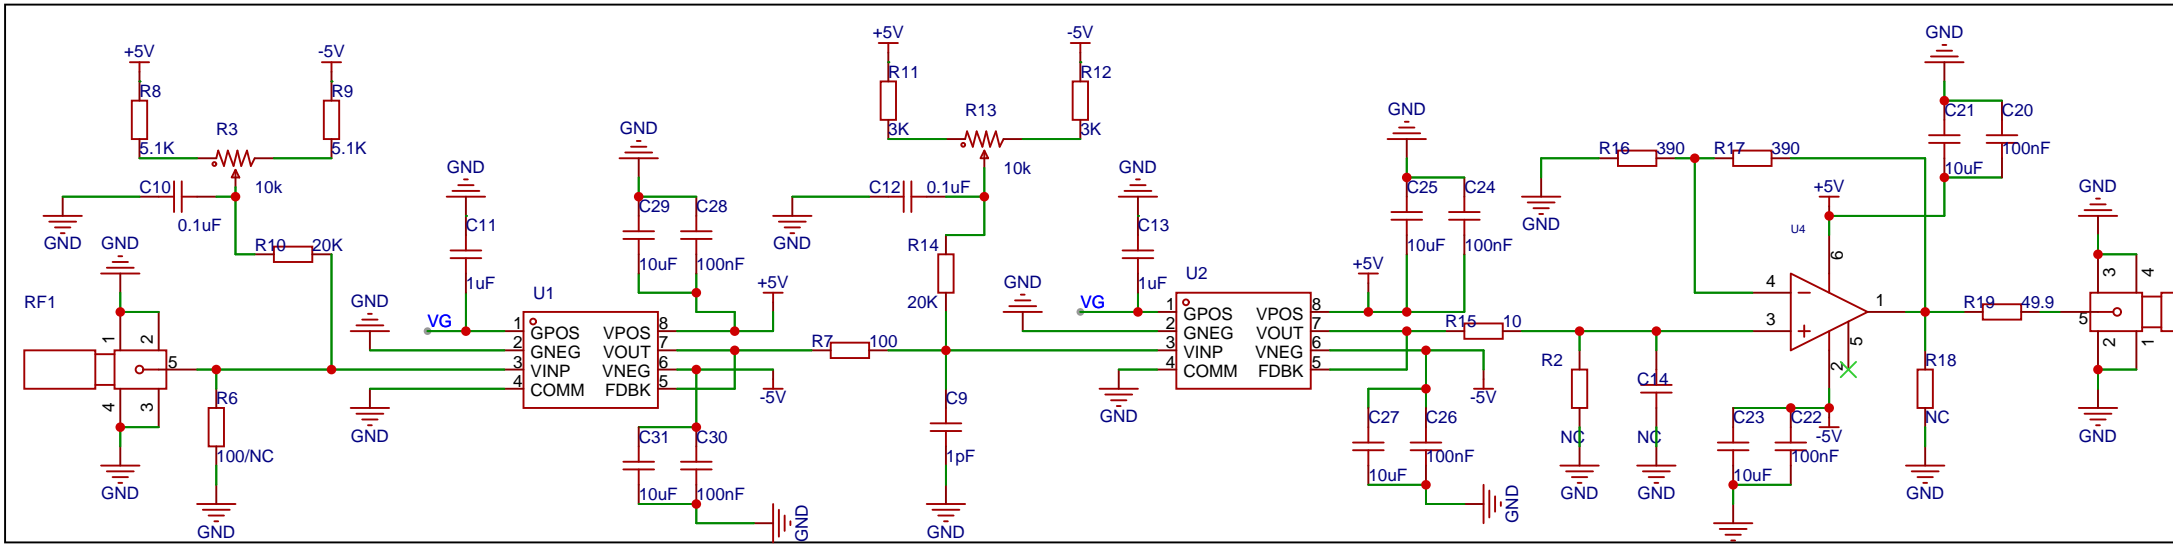 +5V
-5V
R8
R9
5.1K
5.1K
R3
10k
C10
0.1uF
GND
R10
20K
GND
RF1
1
2
5
4
3
GND
R6
100/NC
GND
GND
C11
1uF
VG
GND
GND
U1
1
2
3
4
GPOS
GNEG
VINP
COMM
VPOS
VOUT
VNEG
FDBK
8
7
6
5
GND
C29
C28
10uF
100nF
+5V
-5V
C31
C30
10uF
100nF
GND
R7
100
+5V
-5V
R11
R12
3K
3K
R13
10k
C12
0.1uF
GND
R14
20K
C9
1pF
GND
GND
GND
C13
1uF
VG
GND
U2
1
2
3
4
GPOS
GNEG
VINP
COMM
VPOS
VOUT
VNEG
FDBK
8
7
6
5
GND
C25
C24
10uF
100nF
+5V
R15
10
-5V
C27
C26
10uF
100nF
GND
R2
NC
GND
C14
NC
GND
GND
R16
390
R17
390
U4
+5V
6
4
3
1
2
5
-5V
C23
C22
10uF
100nF
GND
C21
C20
10uF
100nF
R19
49.9
R18
NC
GND
GND
3
4
5
2
1
GND